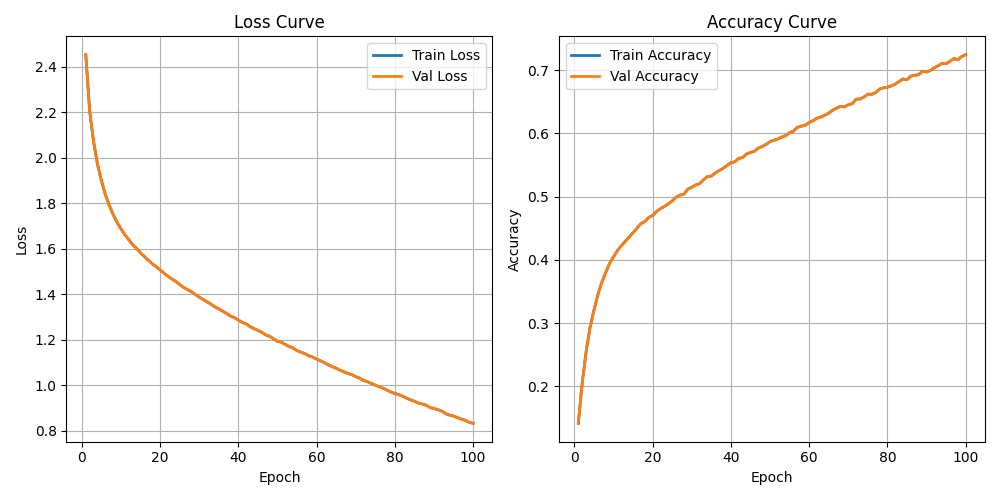 Loss Curve
Train Loss
Val Loss
2.4
2.2
2.0
1.8
1.6
1.4
1.2
1.0
0.8
Loss
0 20 40 60 80 100
Epoch
Accuracy Curve
Train Accuracy
Val Accuracy
0.7
0.6
0.5
0.4
0.3
0.2
Accuracy
0 20 40 60 80 100
Epoch